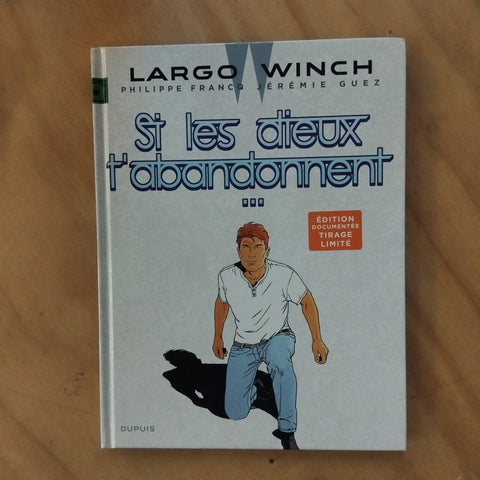 LARGO WINCH
PHILIPPE FRANCQ JÉRÉMIE GUEZ
Si les dieux
t'abandonnent
...
ÉDITION
DOCUMENTÉE
TIRAGE
LIMITÉ
DUPUIS